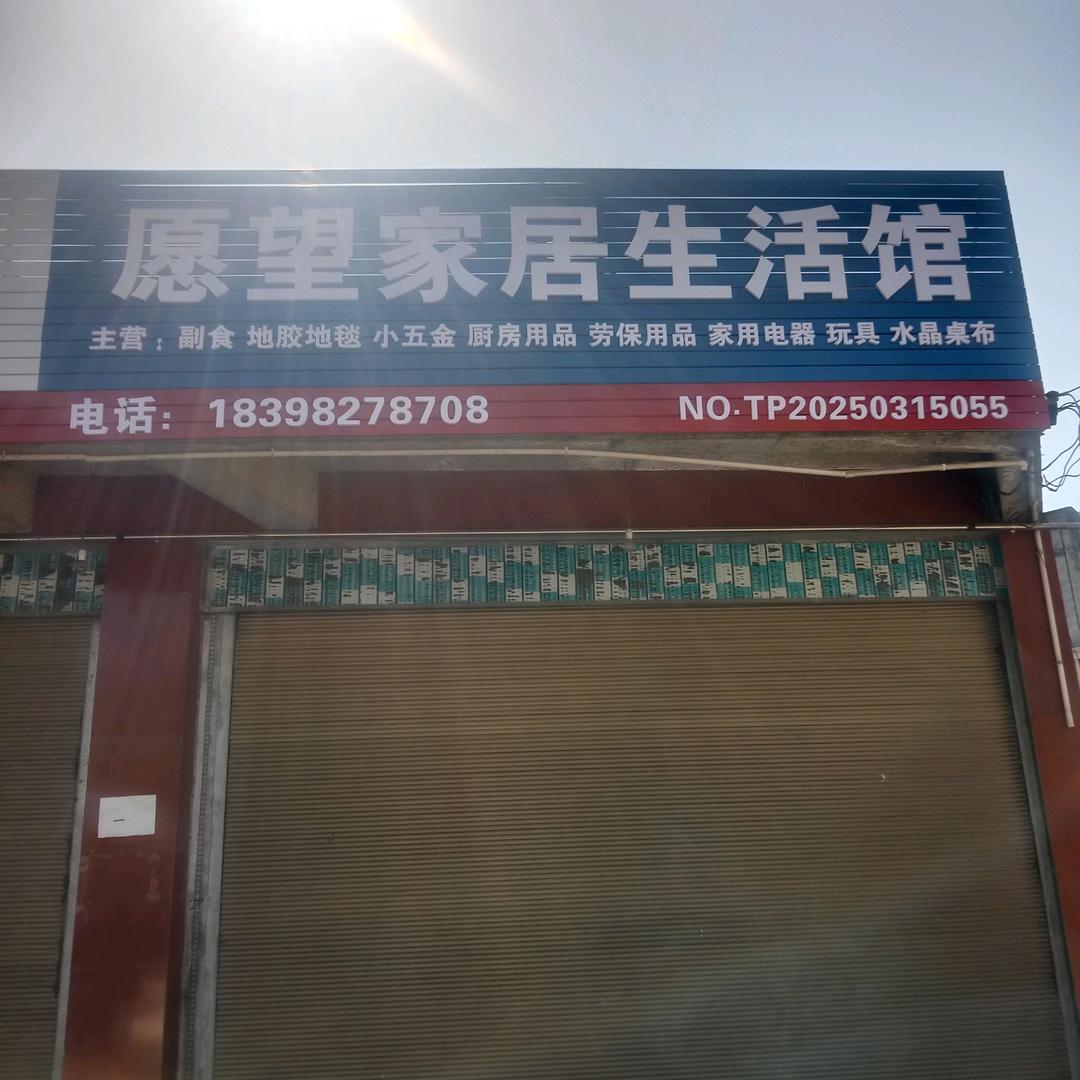 愿望家居生活馆
主营：副食 地胶地毯 小五金 厨房用品 劳保用品 家用电器 玩具 水晶桌布
电话：18398278708 NO·TP20250315055